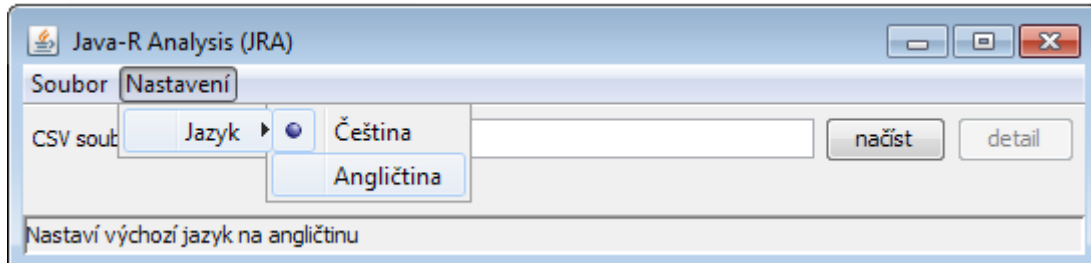 Java-R Analysis (JRA)
Soubor Nastavení
CSV soub Jazyk Čeština načíst detail
Angličtina
Nastaví výchozí jazyk na angličtinu